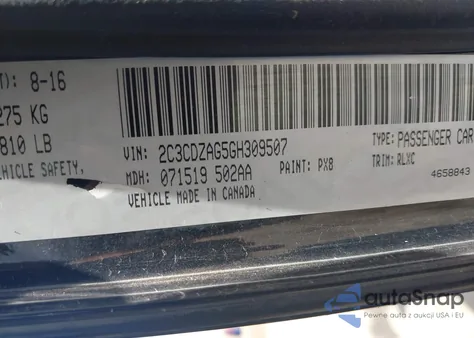 T): 8-16
275 KG
810 LB
EHICLE SAFETY,
VIN: 2C3CDZAG5GH309507
TYPE: PASSENGER CAR
MDH: 071519 502AA
PAINT: PX8
TRIM: RLXC
VEHICLE MADE IN CANADA
4658843
autoSnap
Pewne auta z aukcji USA i EU